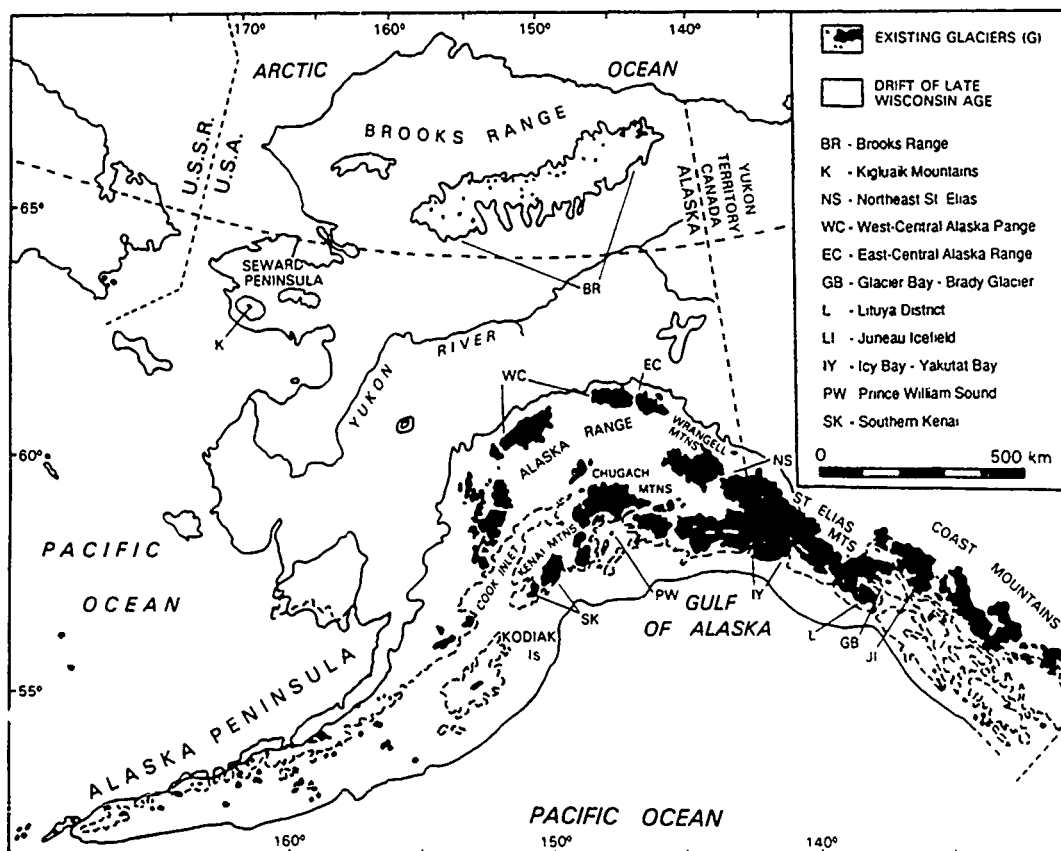 170°
160°
150°
140°
ARCTIC OCEAN
BROOKS RANGE
U.S.S.R.
U.S.A.
YUKON
TERRITORY
CANADA
ALASKA
65°
SEWARD
PENINSULA
K
BR
YUKON RIVER
WC
EC
ALASKA RANGE
WRANGELL
MTNS
NS
60°
CHUGACH
MTNS
ST ELIAS
MTS
COAST
MOUNTAINS
PACIFIC
OCEAN
COOK INLET
KENAI MTNS
PW
IY
SK
GULF
OF ALASKA
L
GB
JI
KODIAK
IS
55°
ALASKA PENINSULA
PACIFIC OCEAN
160°
150°
140°
EXISTING GLACIERS (G)
DRIFT OF LATE
WISCONSIN AGE
BR - Brooks Range
K - Kigluaik Mountains
NS - Northeast St Elias
WC - West-Central Alaska Pange
EC - East-Central Alaska Range
GB - Glacier Bay - Brady Glacier
L - Lituya District
LI - Juneau Icefield
IY - Icy Bay - Yakutat Bay
PW Prince William Sound
SK - Southern Kenai
0 500 km